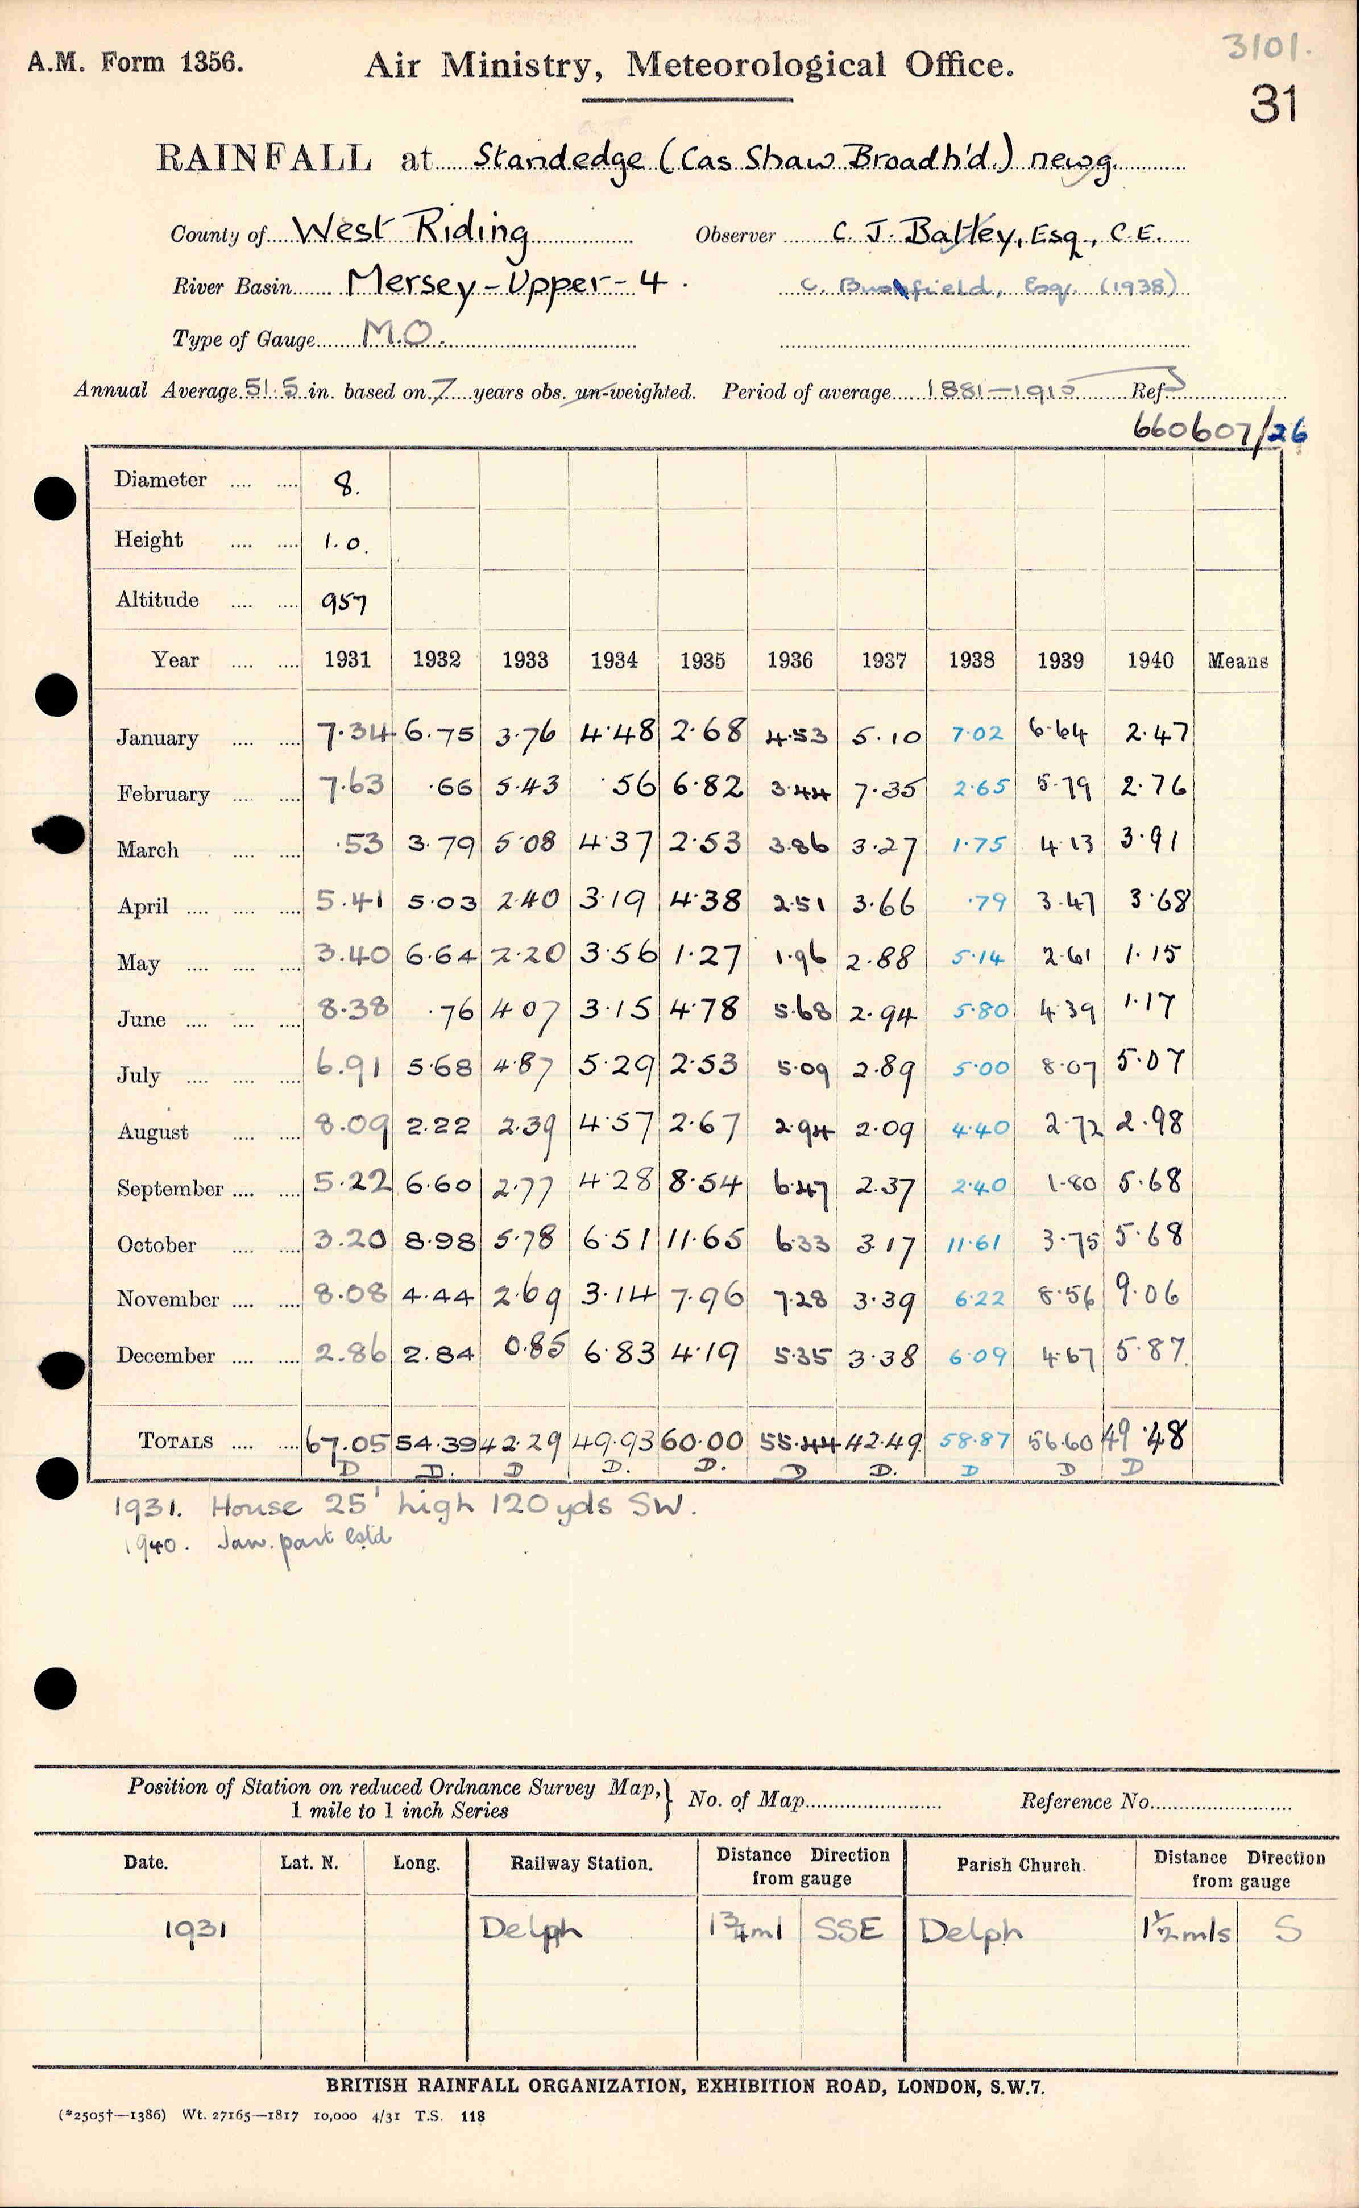 3101.
A.M. Form 1356. Air Ministry, Meteorological Office.
31
RAINFALL at Standedge (Cas Shaw Broadh'd.) newg.
County of West Riding Observer C. J. Batley, Esq., C.E.
River Basin Mersey-Upper-4. C. Esq. (1938)
Type of Gauge M.O.
Annual Average 51.5 in. based on 7 years obs. un-weighted. Period of average 1881-1915 Ref
660607/26
Diameter .... .... 8.
Height .... .... 1.0.
Altitude .... .... 957
Year .... .... 1931 1932 1933 1934 1935 1936 1937 1938 1939 1940 Means
January .... .... 7.34 6.75 3.76 4.48 2.68 4.53 5.10 7.02 6.64 2.47
February .... .... 7.63 .66 5.43 .56 6.82 3.44 7.35 2.65 5.79 2.76
March .... .... .53 3.79 5.08 4.37 2.53 3.86 3.27 1.75 4.13 3.91
April .... .... .... 5.41 5.03 2.40 3.19 4.38 2.51 3.66 .79 3.47 3.68
May .... .... .... 3.40 6.64 2.20 3.56 1.27 1.96 2.88 5.14 2.61 1.15
June .... .... .... 8.38 .76 4.07 3.15 4.78 5.68 2.94 5.80 4.39 1.17
July .... .... .... 6.91 5.68 4.87 5.29 2.53 5.09 2.89 5.00 8.07 5.07
August .... .... 8.09 2.22 2.39 4.57 2.67 2.94 2.09 4.40 2.72 2.98
September .... .... 5.22 6.60 2.77 4.28 8.54 6.47 2.37 2.40 1.80 5.68
October .... .... 3.20 8.98 5.78 6.51 11.65 6.33 3.17 11.61 3.75 5.68
November .... .... 8.08 4.44 2.69 3.14 7.96 7.28 3.39 6.22 8.56 9.06
December .... .... 2.86 2.84 0.85 6.83 4.19 5.35 3.38 6.09 4.67 5.87
TOTALS .... .... 67.05 54.39 42.29 49.93 60.00 55.44 42.49 58.87 56.60 49.48
D D. D D. D. D D. D D D
1931. House 25' high 120 yds SW.
1940. Jan. part estd
Position of Station on reduced Ordnance Survey Map, } No. of Map Reference No.
1 mile to 1 inch Series
Date. Lat. N. Long. Railway Station. Distance Direction from gauge Parish Church. Distance Direction from gauge
1931 Delph 1¾ml SSE Delph 1½mls S
BRITISH RAINFALL ORGANIZATION, EXHIBITION ROAD, LONDON, S.W.7.
(*2505†—1386) Wt. 27165—1817 10,000 4/31 T.S. 118